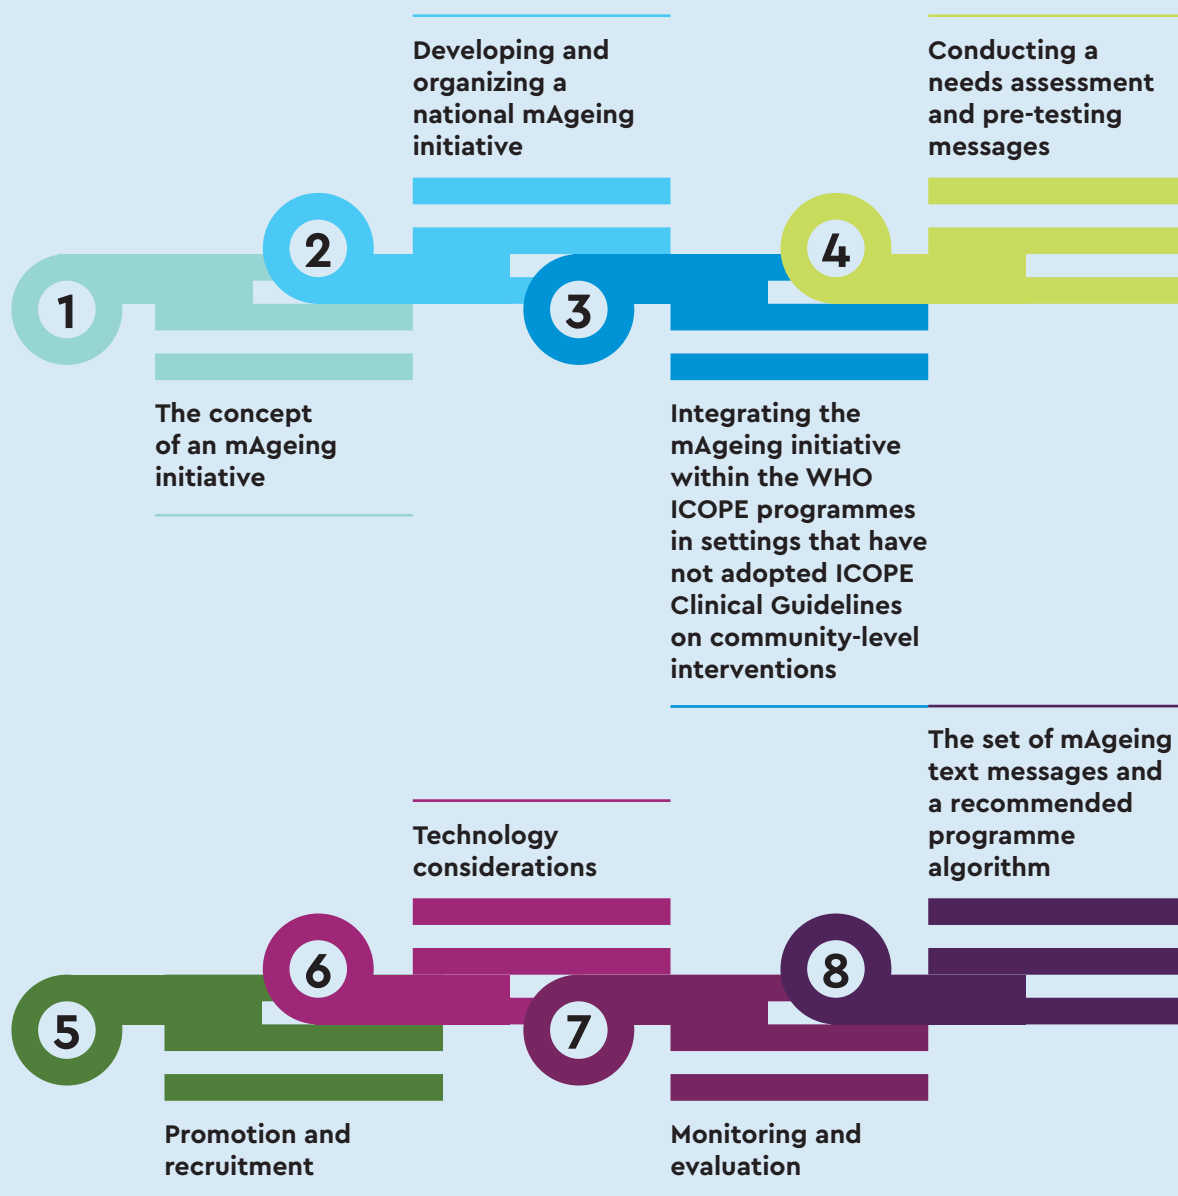 1
The concept
of an mAgeing
initiative
2
Developing and
organizing a
national mAgeing
initiative
3
Integrating the
mAgeing initiative
within the WHO
ICOPE programmes
in settings that have
not adopted ICOPE
Clinical Guidelines
on community-level
interventions
4
Conducting a
needs assessment
and pre-testing
messages
5
Promotion and
recruitment
6
Technology
considerations
7
Monitoring and
evaluation
8
The set of mAgeing
text messages and
a recommended
programme
algorithm